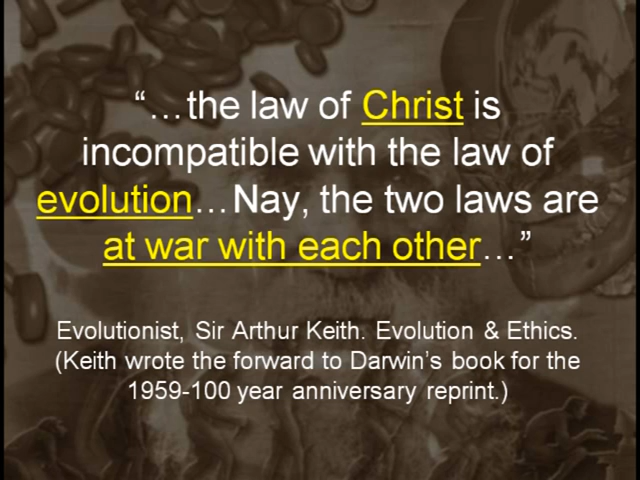 “…the law of Christ is
incompatible with the law of
evolution…Nay, the two laws are
at war with each other…”
Evolutionist, Sir Arthur Keith. Evolution & Ethics.
(Keith wrote the forward to Darwin’s book for the
1959-100 year anniversary reprint.)